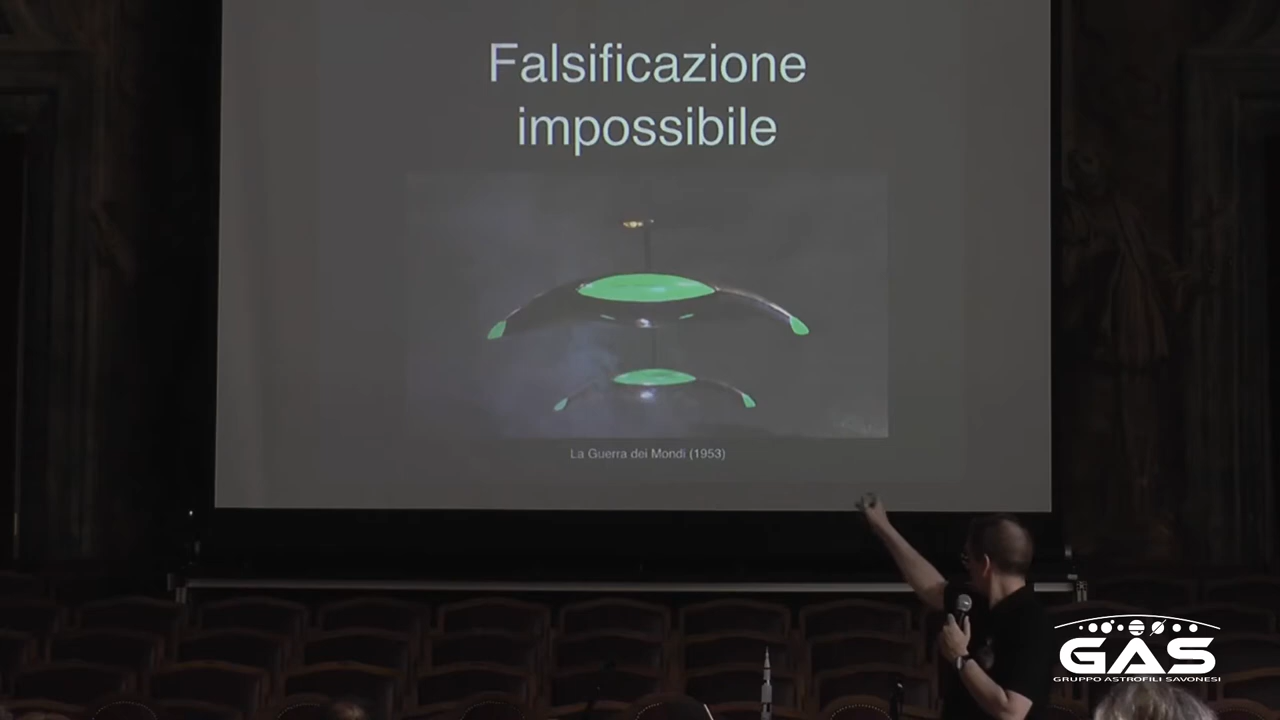 Falsificazione
impossibile
La Guerra dei Mondi (1953)
GAS
GRUPPO ASTROFILI SAVONESI